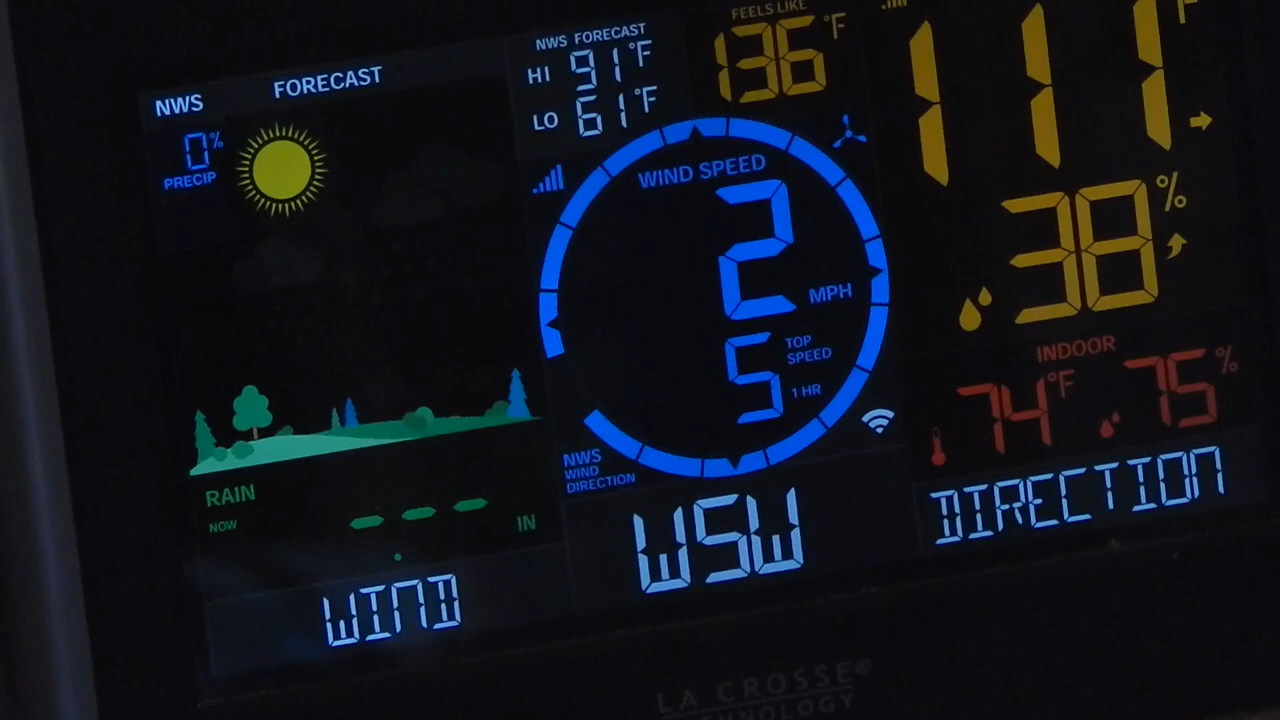 NWS FORECAST
0%
PRECIP
NWS FORECAST
HI 91°F
LO 61°F
FEELS LIKE
136°F
111°F
WIND SPEED
2 MPH
5 TOP SPEED
1 HR
38%
INDOOR
74°F 75%
NWS
WIND
DIRECTION
WSW
RAIN
NOW
---
IN
WIND
DIRECTION
LA CROSSE®
TECHNOLOGY